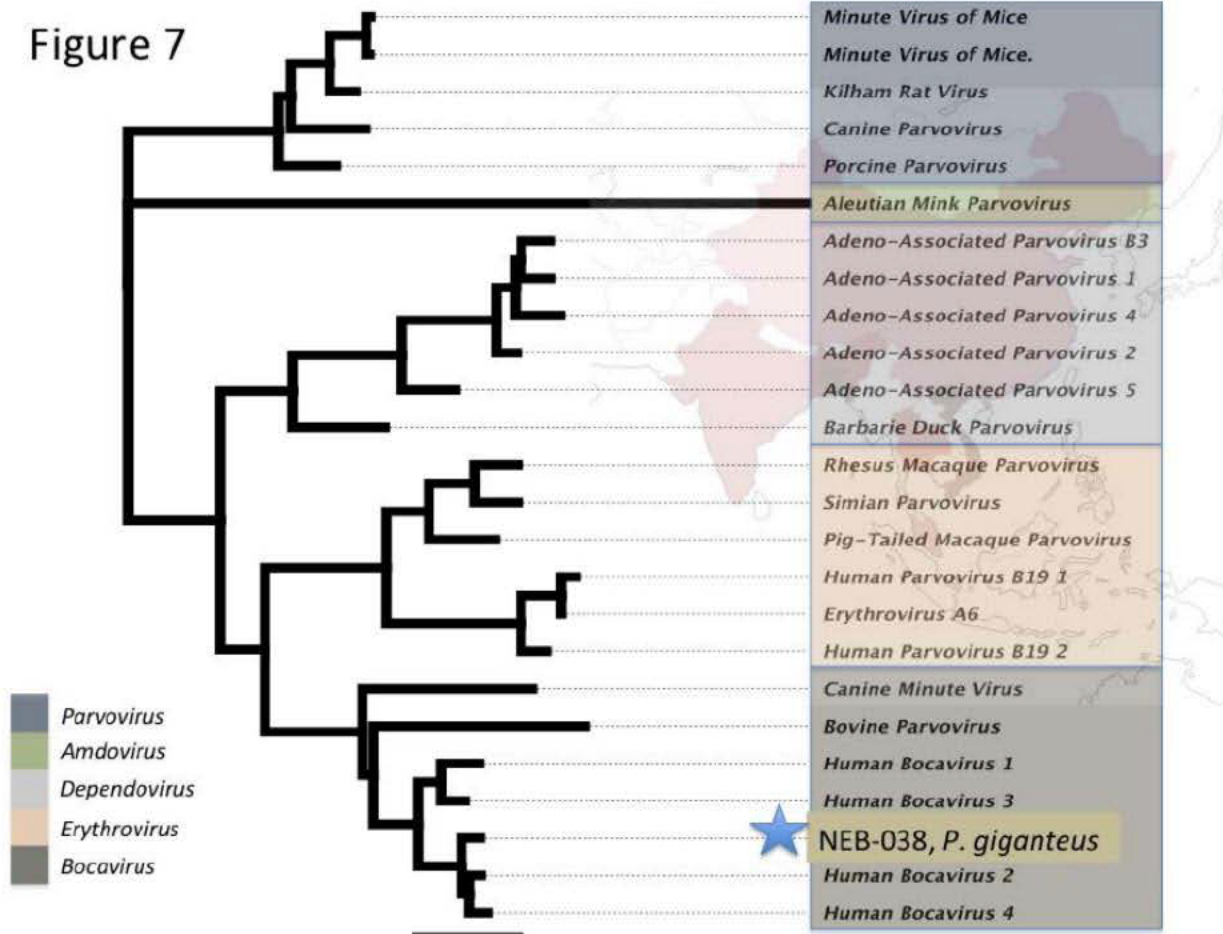 Figure 7
Minute Virus of Mice
Minute Virus of Mice.
Kilham Rat Virus
Canine Parvovirus
Porcine Parvovirus
Aleutian Mink Parvovirus
Adeno-Associated Parvovirus B3
Adeno-Associated Parvovirus 1
Adeno-Associated Parvovirus 4
Adeno-Associated Parvovirus 2
Adeno-Associated Parvovirus 5
Barbarie Duck Parvovirus
Rhesus Macaque Parvovirus
Simian Parvovirus
Pig-Tailed Macaque Parvovirus
Human Parvovirus B19 1
Erythrovirus A6
Human Parvovirus B19 2
Canine Minute Virus
Bovine Parvovirus
Human Bocavirus 1
Human Bocavirus 3
NEB-038, P. giganteus
Human Bocavirus 2
Human Bocavirus 4
Parvovirus
Amdovirus
Dependovirus
Erythrovirus
Bocavirus